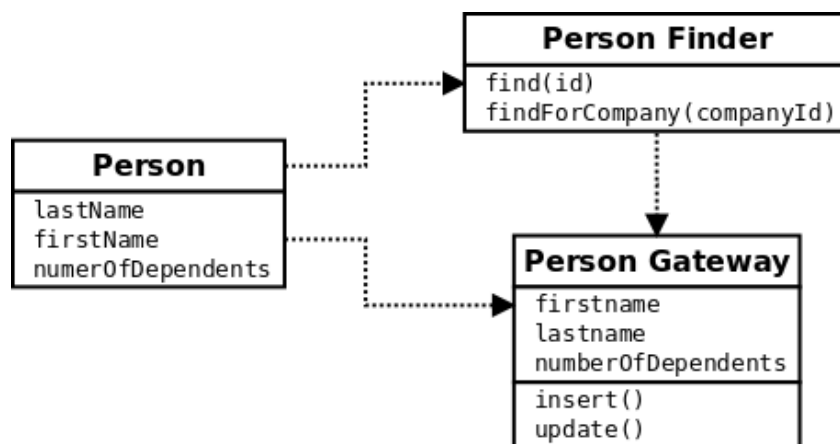 Person Finder
find(id)
findForCompany(companyId)
Person
lastName
firstName
numerOfDependents
Person Gateway
firstname
lastname
numberOfDependents
insert()
update()